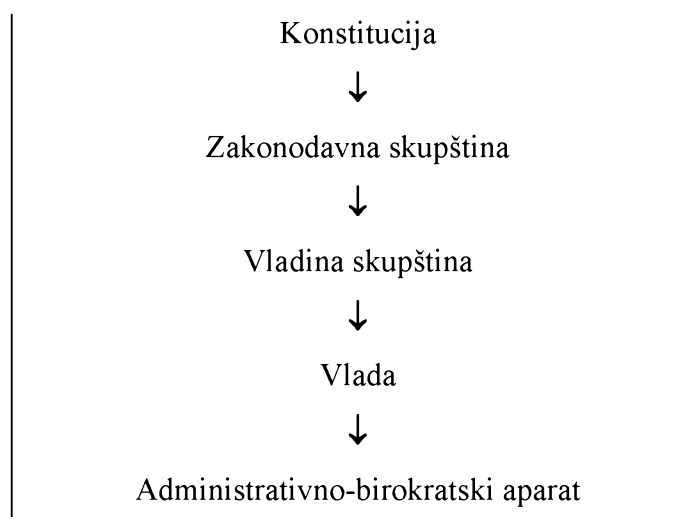 Konstitucija
↓
Zakonodavna skupština
↓
Vladina skupština
↓
Vlada
↓
Administrativno-birokratski aparat